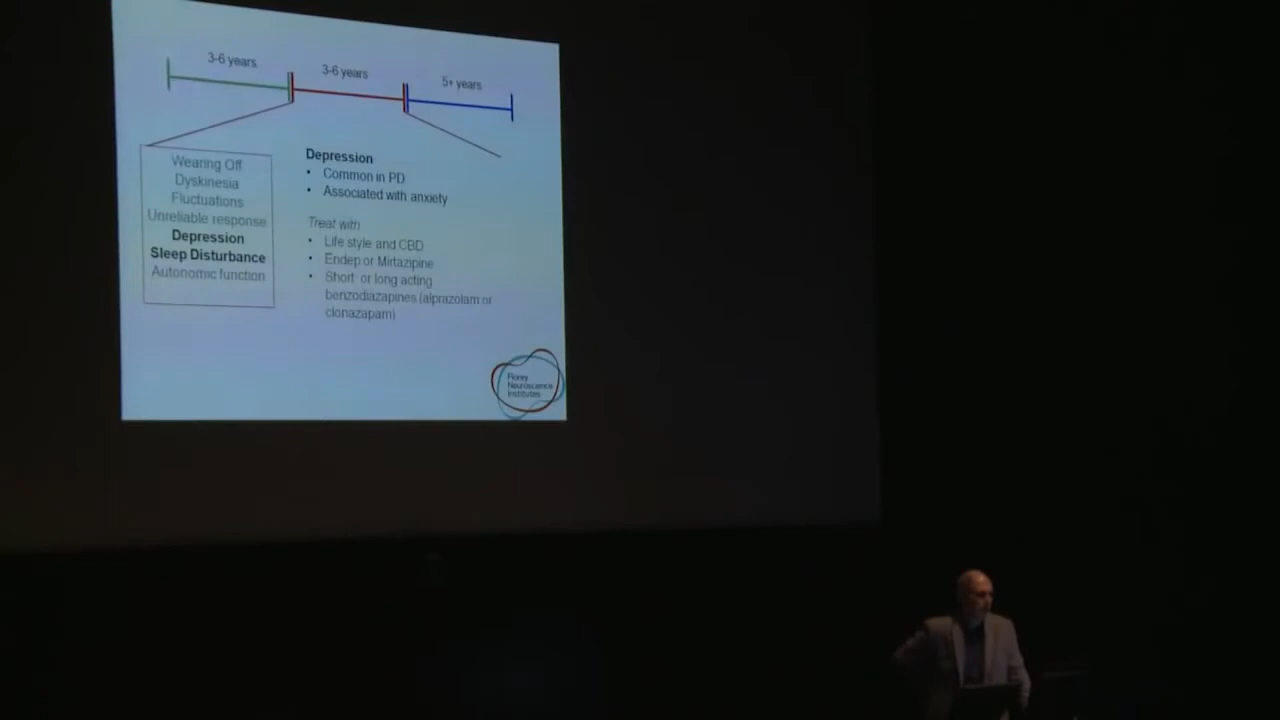 3-6 years
3-6 years
5+ years
Wearing Off
Dyskinesia
Fluctuations
Unreliable response
Depression
Sleep Disturbance
Autonomic function
Depression
• Common in PD
• Associated with anxiety
Treat with
• Life style and CBD
• Endep or Mirtazipine
• Short or long acting
benzodiazapines (alprazolam or
clonazapam)
Florey
Neuroscience
Institutes